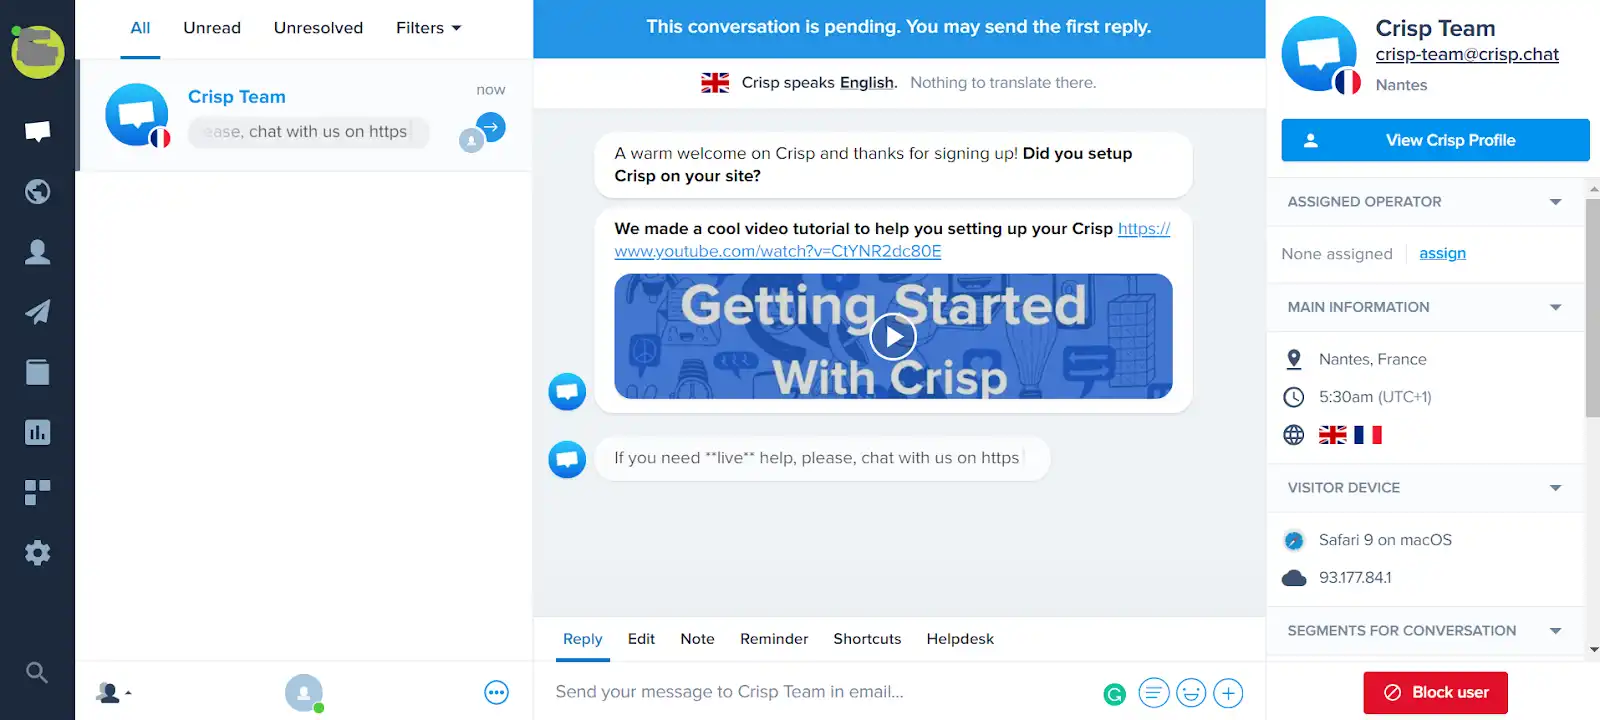 All Unread Unresolved Filters
Crisp Team
now
ease, chat with us on https
This conversation is pending. You may send the first reply.
Crisp speaks English. Nothing to translate there.
A warm welcome on Crisp and thanks for signing up! Did you setup
Crisp on your site?
We made a cool video tutorial to help you setting up your Crisp https://
www.youtube.com/watch?v=CtYNR2dc80E
Getting Started
With Crisp
If you need **live** help, please, chat with us on https
Reply Edit Note Reminder Shortcuts Helpdesk
Send your message to Crisp Team in email...
G
Crisp Team
crisp-team@crisp.chat
Nantes
View Crisp Profile
ASSIGNED OPERATOR
None assigned assign
MAIN INFORMATION
Nantes, France
5:30am (UTC+1)
VISITOR DEVICE
Safari 9 on macOS
93.177.84.1
SEGMENTS FOR CONVERSATION
Block user